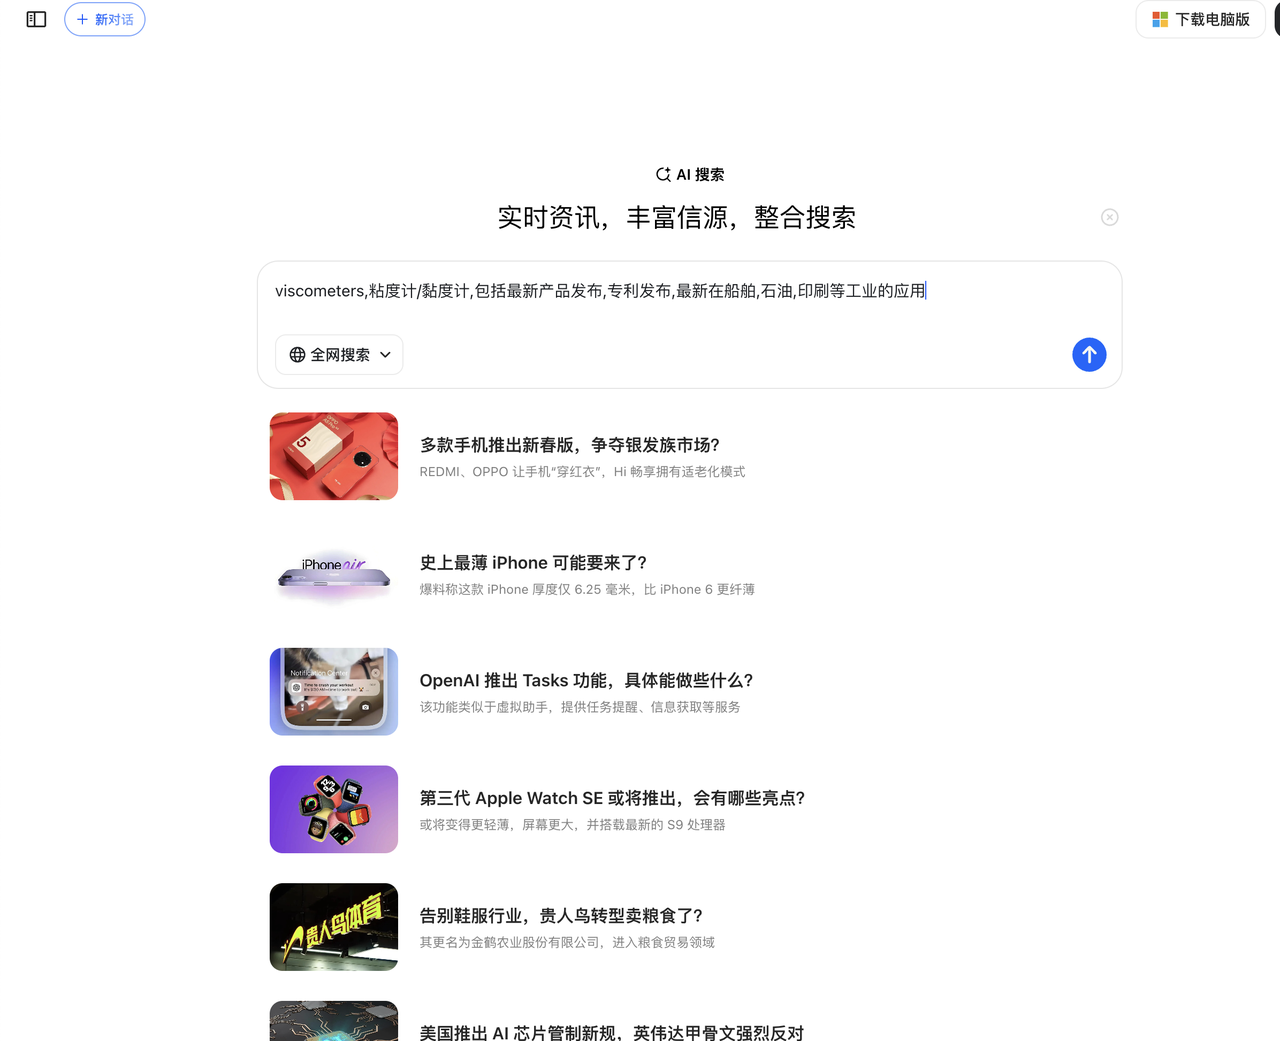 新对话
下载电脑版
AI 搜索
实时资讯，丰富信源，整合搜索
viscometers,粘度计/黏度计,包括最新产品发布,专利发布,最新在船舶,石油,印刷等工业的应用
全网搜索
5
多款手机推出新春版，争夺银发族市场？
REDMI、OPPO 让手机“穿红衣”，Hi 畅享拥有适老化模式
iPhone air
史上最薄 iPhone 可能要来了？
爆料称这款 iPhone 厚度仅 6.25 毫米，比 iPhone 6 更纤薄
Notification Center
OpenAI 推出 Tasks 功能，具体能做些什么？
该功能类似于虚拟助手，提供任务提醒、信息获取等服务
第三代 Apple Watch SE 或将推出，会有哪些亮点？
或将变得更轻薄，屏幕更大，并搭载最新的 S9 处理器
贵人鸟体育
告别鞋服行业，贵人鸟转型卖粮食了？
其更名为金鹤农业股份有限公司，进入粮食贸易领域
美国推出 AI 芯片管制新规，英伟达甲骨文强烈反对